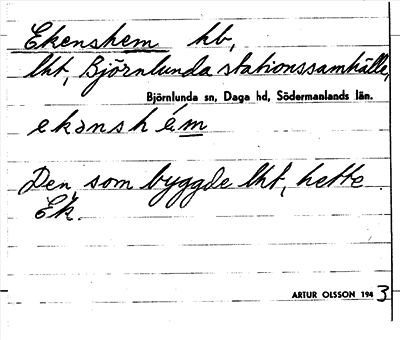 Ekenshem hb,
lht, Björnlunda stationssamhälle,
Björnlunda sn, Daga hd, Södermanlands län.
ekənshém
Den, som byggde lht, hette
Ek.
ARTUR OLSSON 1943